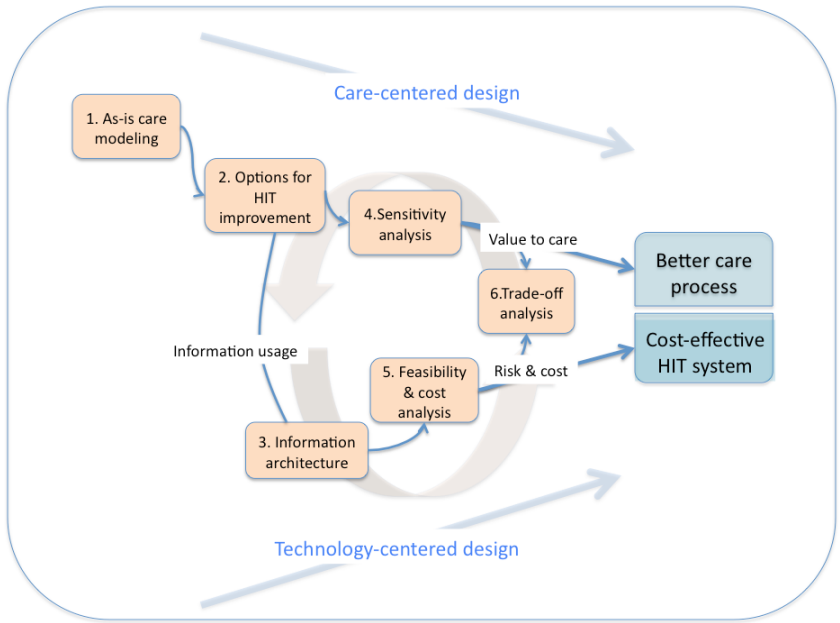 Care-centered design
1. As-is care
modeling
2. Options for
HIT
improvement
4.Sensitivity
analysis
Value to care
Better care
process
6.Trade-off
analysis
Cost-effective
HIT system
Information usage
5. Feasibility
& cost
analysis
Risk & cost
3. Information
architecture
Technology-centered design